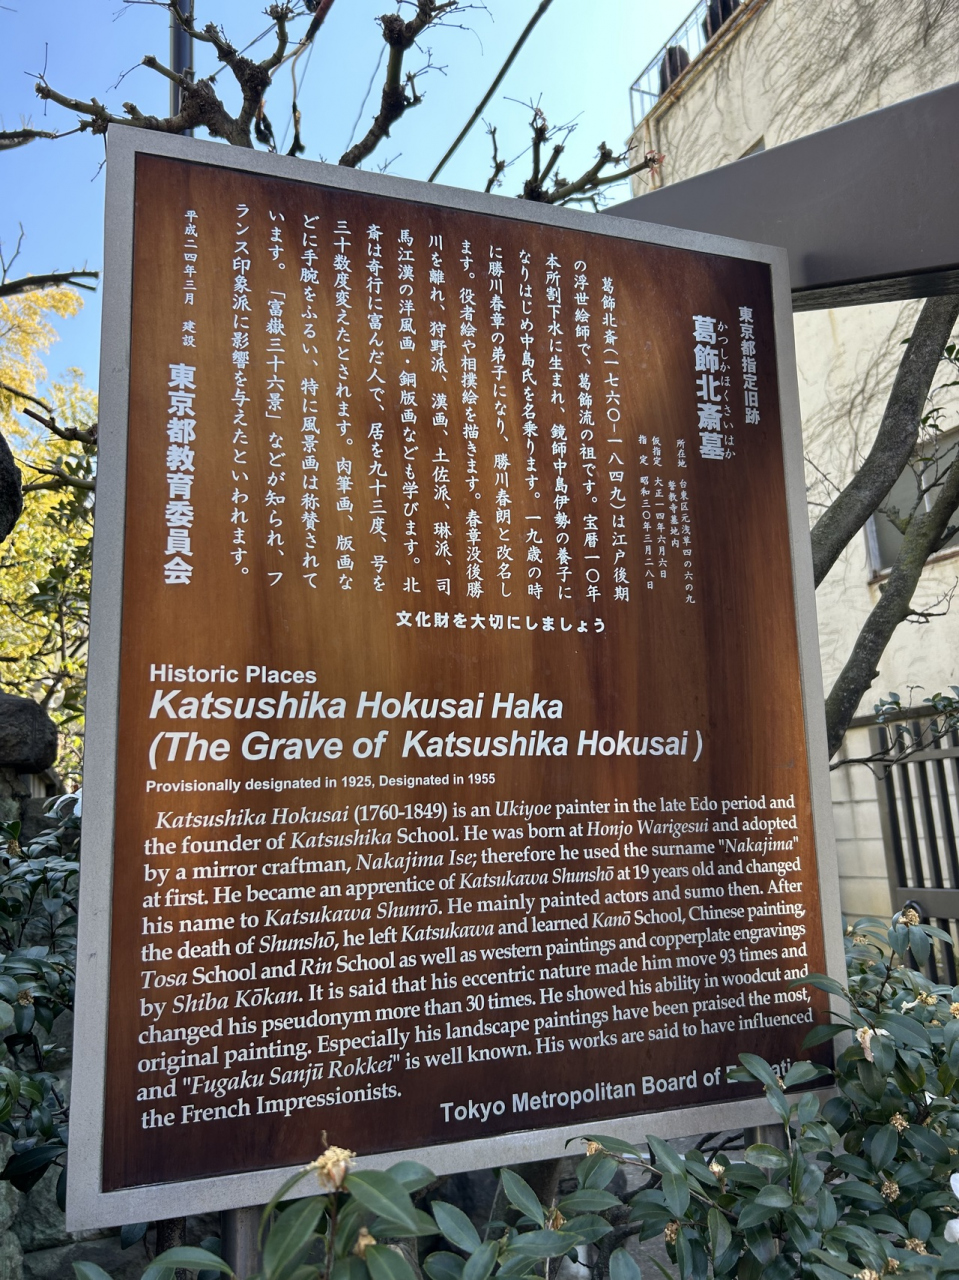 東京都指定旧跡
かつしかほくさいはか
葛飾北斎墓
所在地 台東区元浅草四の六の九
誓教寺墓地内
仮指定 大正一四年六月六日
指定 昭和三〇年三月二八日
葛飾北斎(一七六〇―一八四九)は江戸後期
の浮世絵師で、葛飾流の祖です。宝暦一〇年
本所割下水に生まれ、鏡師中島伊勢の養子に
なりはじめ中島氏を名乗ります。一九歳の時
に勝川春章の弟子になり、勝川春朗と改名し
ます。役者絵や相撲絵を描きます。春章没後勝
川を離れ、狩野派、漢画、土佐派、琳派、司
馬江漢の洋風画・銅版画なども学びます。北
斎は奇行に富んだ人で、居を九十三度、号を
三十数度変えたとされます。肉筆画、版画な
どに手腕をふるい、特に風景画は称賛されて
います。「富嶽三十六景」などが知られ、フ
ランス印象派に影響を与えたといわれます。
平成二四年三月 建設
東京都教育委員会
文化財を大切にしましょう
Historic Places
Katsushika Hokusai Haka
(The Grave of Katsushika Hokusai )
Provisionally designated in 1925, Designated in 1955
Katsushika Hokusai (1760-1849) is an Ukiyoe painter in the late Edo period and
the founder of Katsushika School. He was born at Honjo Warigesui and adopted
by a mirror craftman, Nakajima Ise; therefore he used the surname "Nakajima"
at first. He became an apprentice of Katsukawa Shunshō at 19 years old and changed
his name to Katsukawa Shunrō. He mainly painted actors and sumo then. After
the death of Shunshō, he left Katsukawa and learned Kanō School, Chinese painting,
Tosa School and Rin School as well as western paintings and copperplate engravings
by Shiba Kōkan. It is said that his eccentric nature made him move 93 times and
changed his pseudonym more than 30 times. He showed his ability in woodcut and
original painting. Especially his landscape paintings have been praised the most,
and "Fugaku Sanjū Rokkei" is well known. His works are said to have influenced
the French Impressionists.
Tokyo Metropolitan Board of